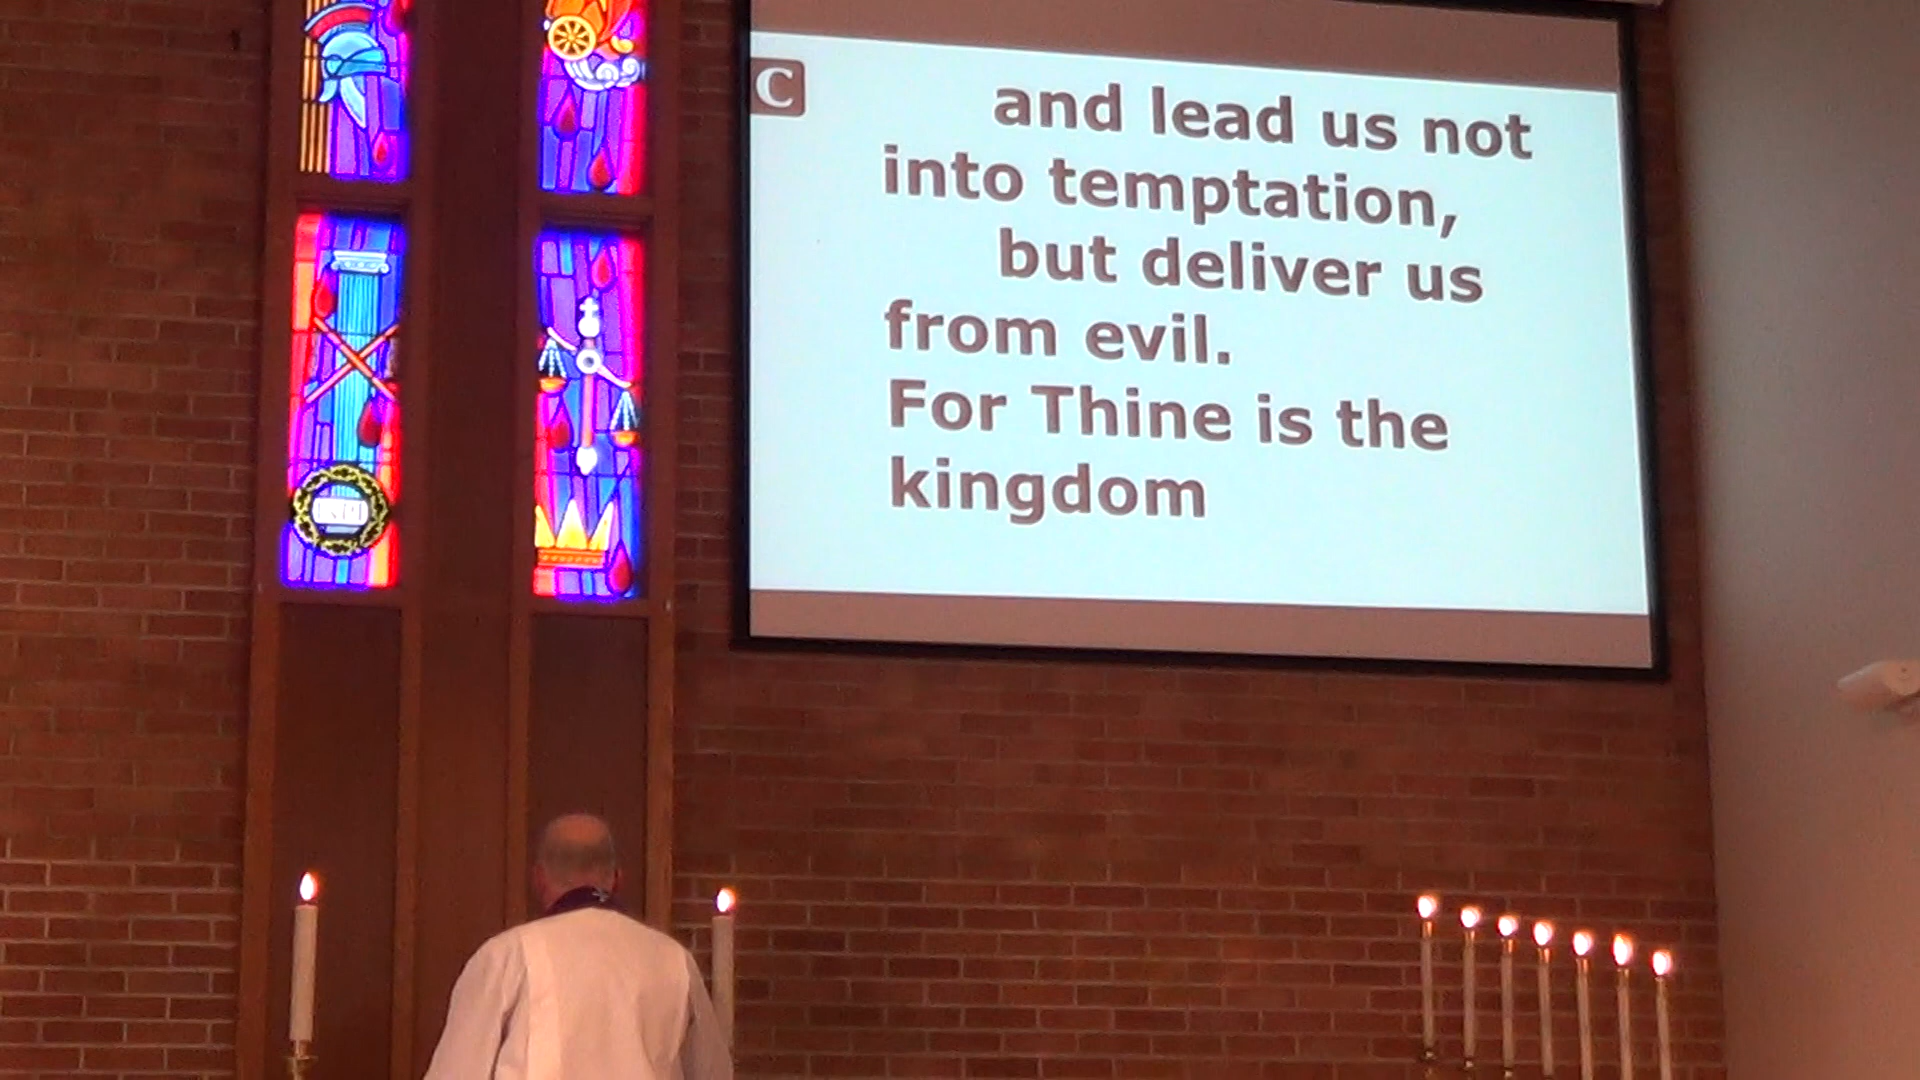 C
and lead us not
into temptation,
but deliver us
from evil.
For Thine is the
kingdom